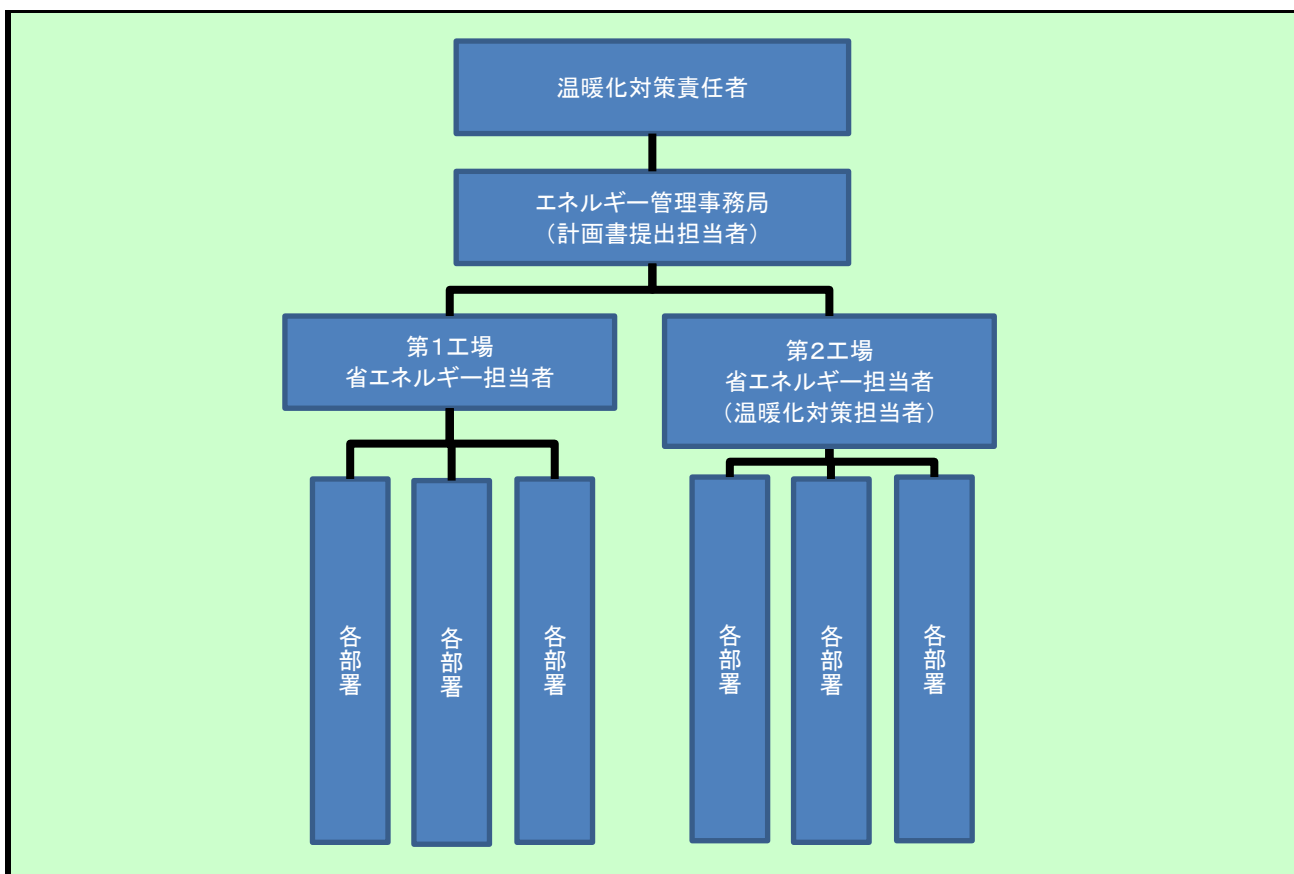 温暖化対策責任者
エネルギー管理事務局
（計画書提出担当者）
第１工場
省エネルギー担当者
第２工場
省エネルギー担当者
（温暖化対策担当者）
各部署
各部署
各部署
各部署
各部署
各部署